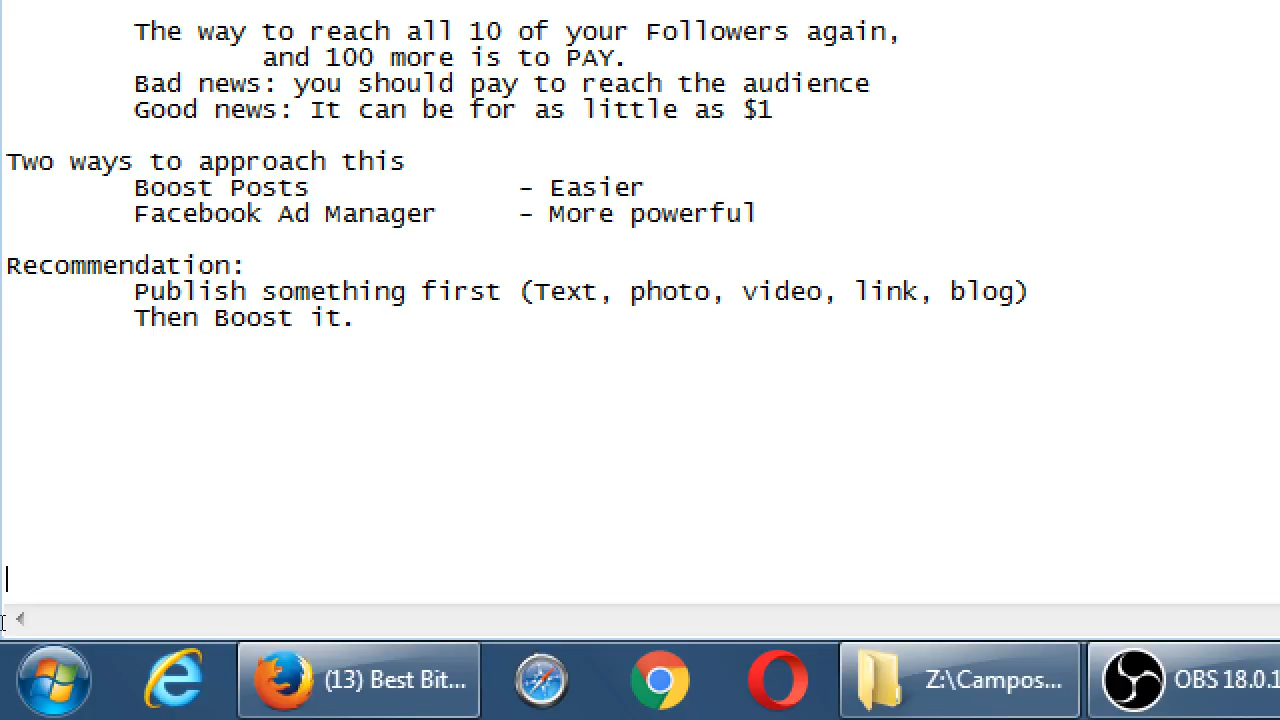 The way to reach all 10 of your Followers again,
and 100 more is to PAY.
Bad news: you should pay to reach the audience
Good news: It can be for as little as $1
Two ways to approach this
Boost Posts - Easier
Facebook Ad Manager - More powerful
Recommendation:
Publish something first (Text, photo, video, link, blog)
Then Boost it.
(13) Best Bit... Z:\Campos... OBS 18.0.1